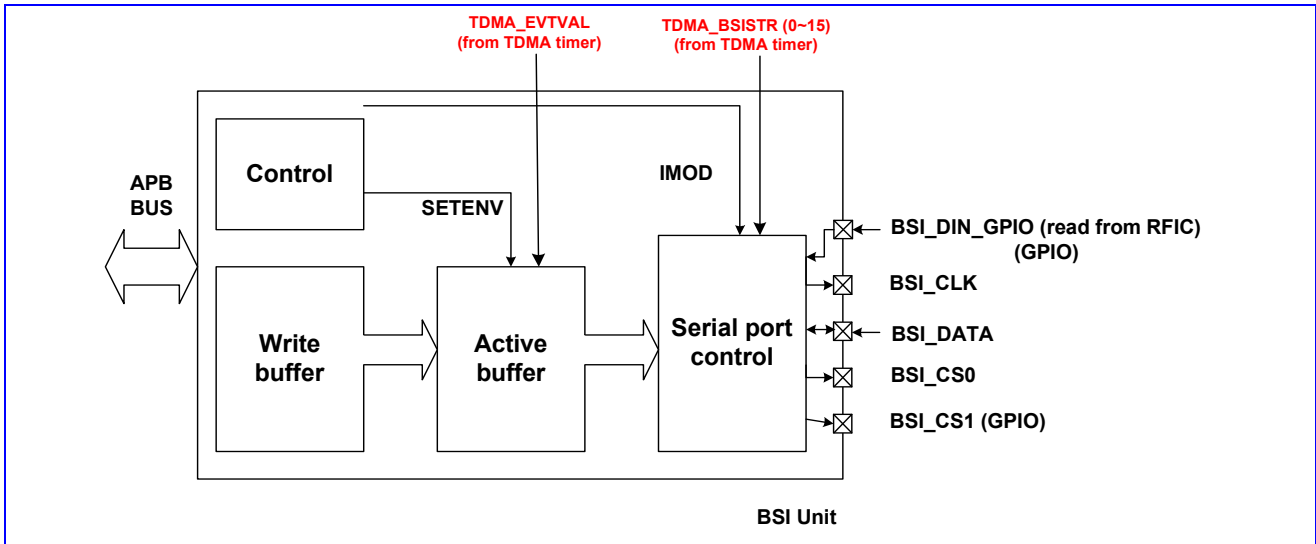 TDMA_EVTVAL
(from TDMA timer)
TDMA_BSISTR (0~15)
(from TDMA timer)
Control
APB
BUS
SETENV
IMOD
Write
buffer
Active
buffer
Serial port
control
BSI_DIN_GPIO (read from RFIC)
(GPIO)
BSI_CLK
BSI_DATA
BSI_CS0
BSI_CS1 (GPIO)
BSI Unit